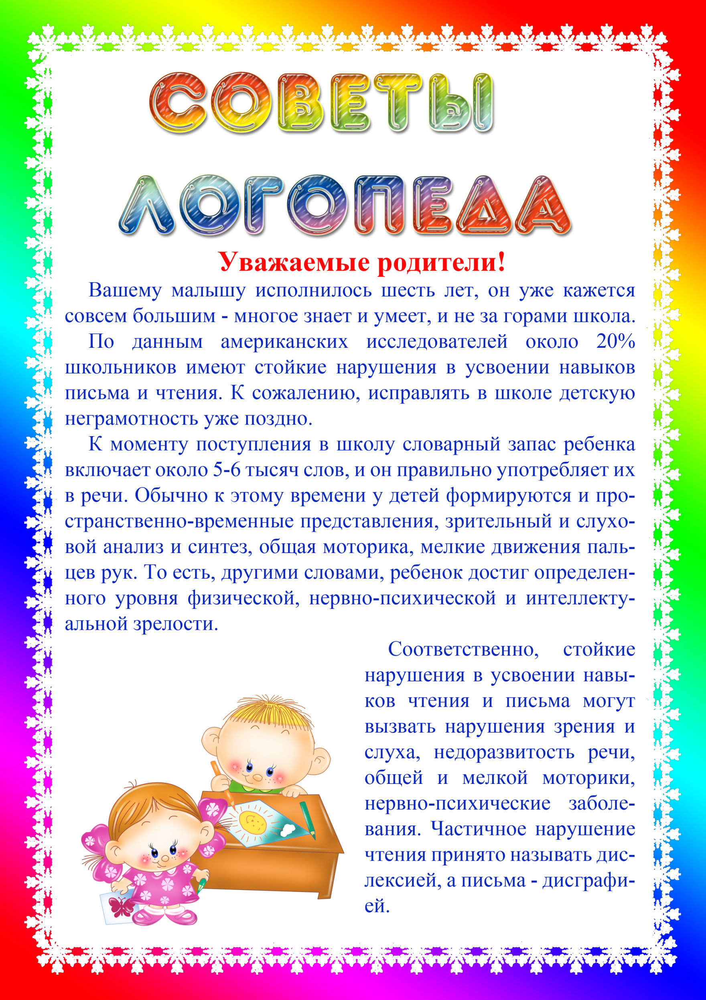 СОВЕТЫ
ЛОГОПЕДА
Уважаемые родители!
Вашему малышу исполнилось шесть лет, он уже кажется
совсем большим - многое знает и умеет, и не за горами школа.
По данным американских исследователей около 20%
школьников имеют стойкие нарушения в усвоении навыков
письма и чтения. К сожалению, исправлять в школе детскую
неграмотность уже поздно.
К моменту поступления в школу словарный запас ребенка
включает около 5-6 тысяч слов, и он правильно употребляет их
в речи. Обычно к этому времени у детей формируются и про-
странственно-временные представления, зрительный и слухо-
вой анализ и синтез, общая моторика, мелкие движения паль-
цев рук. То есть, другими словами, ребенок достиг определен-
ного уровня физической, нервно-психической и интеллекту-
альной зрелости.
Соответственно, стойкие
нарушения в усвоении навы-
ков чтения и письма могут
вызвать нарушения зрения и
слуха, недоразвитость речи,
общей и мелкой моторики,
нервно-психические заболе-
вания. Частичное нарушение
чтения принято называть дис-
лексией, а письма - дисграфи-
ей.